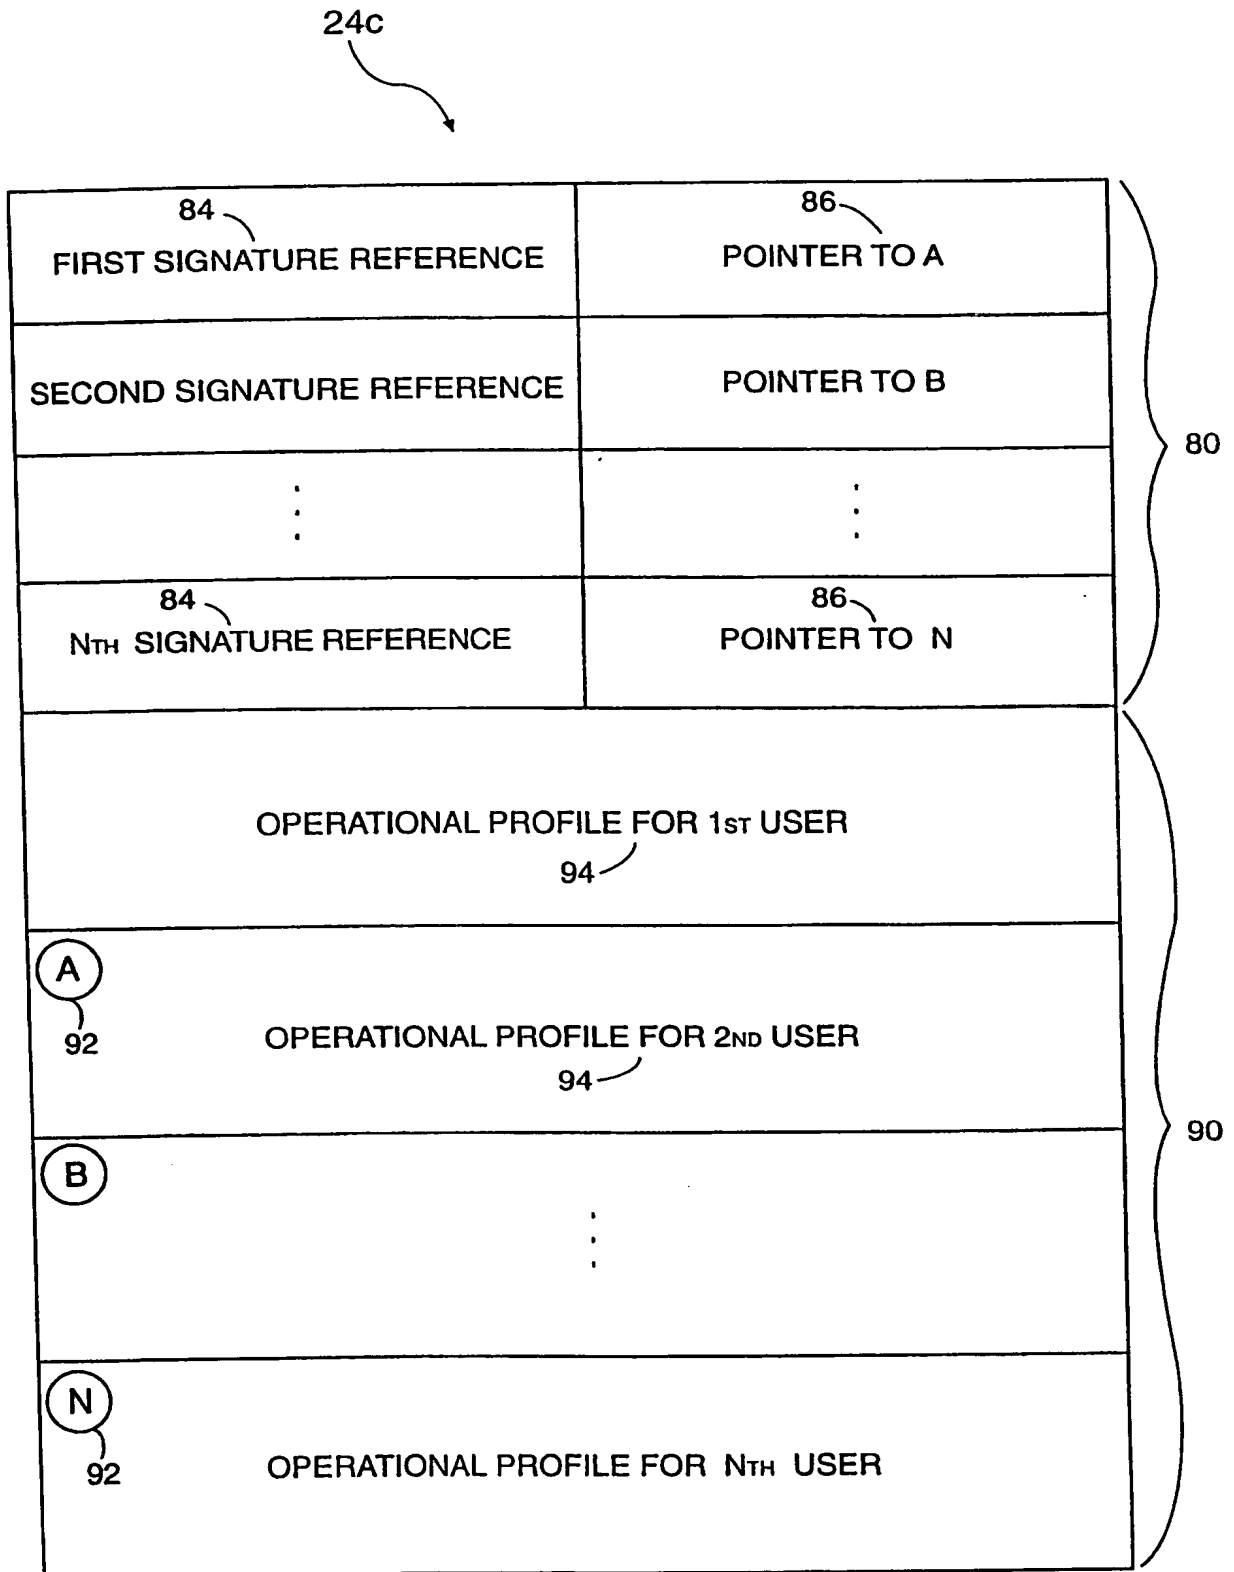 24c
84
86
FIRST SIGNATURE REFERENCE
POINTER TO A
SECOND SIGNATURE REFERENCE
POINTER TO B
80
84
86
NTH SIGNATURE REFERENCE
POINTER TO N
OPERATIONAL PROFILE FOR 1ST USER
94
A
92
OPERATIONAL PROFILE FOR 2ND USER
94
90
B
N
92
OPERATIONAL PROFILE FOR NTH USER